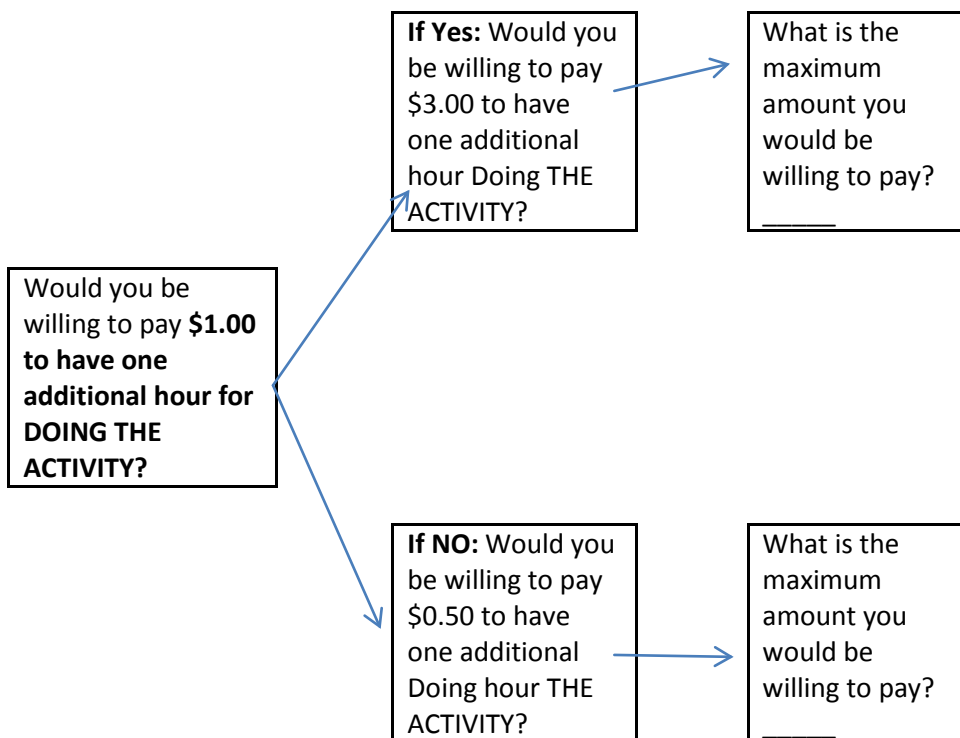 Would you be
willing to pay $1.00
to have one
additional hour for
DOING THE
ACTIVITY?
If Yes: Would you
be willing to pay
$3.00 to have
one additional
hour Doing THE
ACTIVITY?
What is the
maximum
amount you
would be
willing to pay?
_____
If NO: Would you
be willing to pay
$0.50 to have
one additional
Doing hour THE
ACTIVITY?
What is the
maximum
amount you
would be
willing to pay?
_____